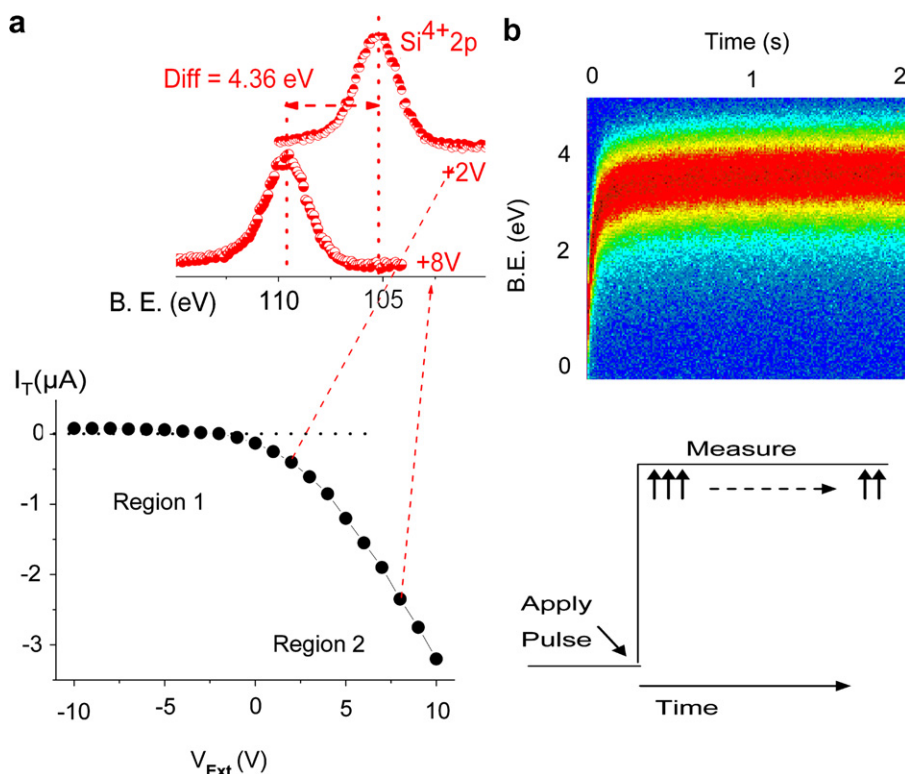 a
Si4+2p
Diff = 4.36 eV
+2V
+8V
B. E. (eV) 110 105
IT(µA)
0
-1
-2
-3
Region 1
Region 2
-10 -5 0 5 10
VExt (V)
b
Time (s)
0 1 2
4
2
0
B.E. (eV)
Measure
Apply
Pulse
Time